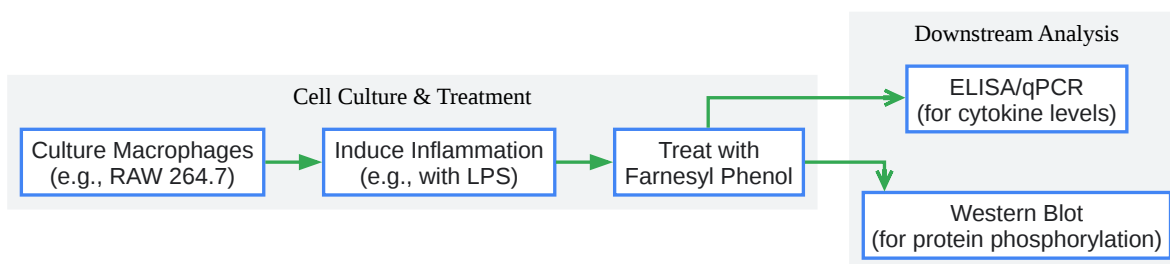 Cell Culture & Treatment
Culture Macrophages
(e.g., RAW 264.7)
Induce Inflammation
(e.g., with LPS)
Treat with
Farnesyl Phenol
Downstream Analysis
ELISA/qPCR
(for cytokine levels)
Western Blot
(for protein phosphorylation)